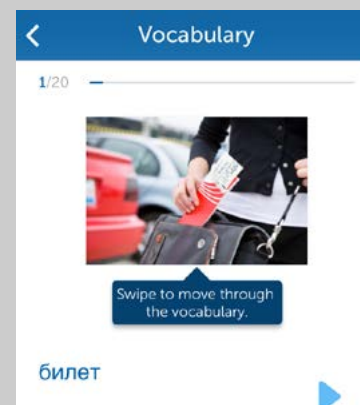 Vocabulary
1/20
Swipe to move through
the vocabulary.
билет